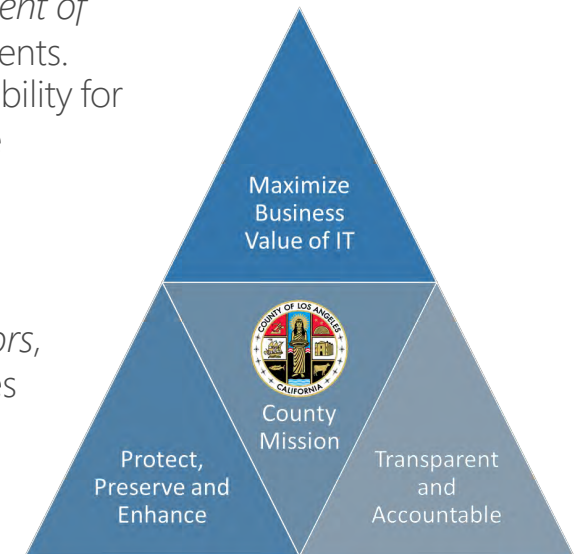 ent of
ents.
bility for
ors,
es
Maximize
Business
Value of IT
COUNTY OF LOS ANGELES
CALIFORNIA
County
Mission
Protect,
Preserve and
Enhance
Transparent
and
Accountable